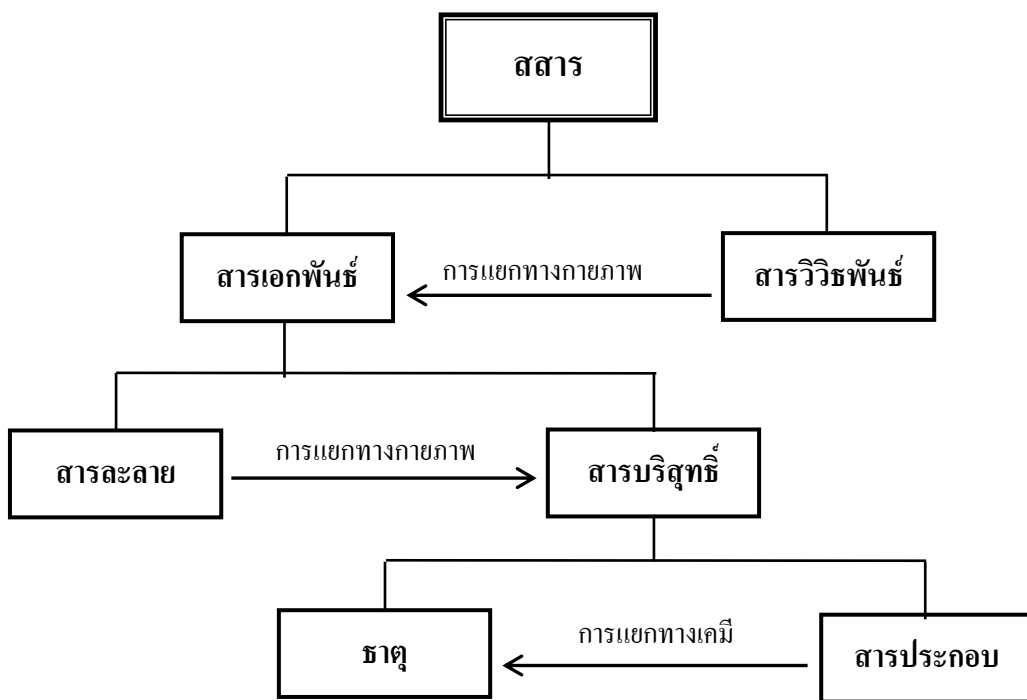 สสาร
สารเอกพันธ์
การแยกทางกายภาพ
สารวิวิธพันธ์
สารละลาย
การแยกทางกายภาพ
สารบริสุทธิ์
ธาตุ
การแยกทางเคมี
สารประกอบ